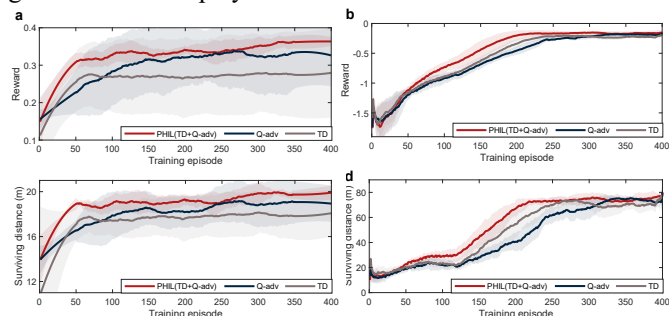 a
0.4
0.3
0.2
0.1
Reward
PHIL(TD+Q-adv) Q-adv TD
0 50 100 150 200 250 300 350 400
Training episode
b
0
-0.5
-1
-1.5
Reward
PHIL(TD+Q-adv) Q-adv TD
0 50 100 150 200 250 300 350 400
Training episode
20
16
12
Surviving distance (m)
PHIL(TD+Q-adv) Q-adv TD
0 50 100 150 200 250 300 350 400
Training episode
d
80
60
40
20
0
Surviving distance (m)
PHIL(TD+Q-adv) Q-adv TD
0 50 100 150 200 250 300 350 400
Training episode